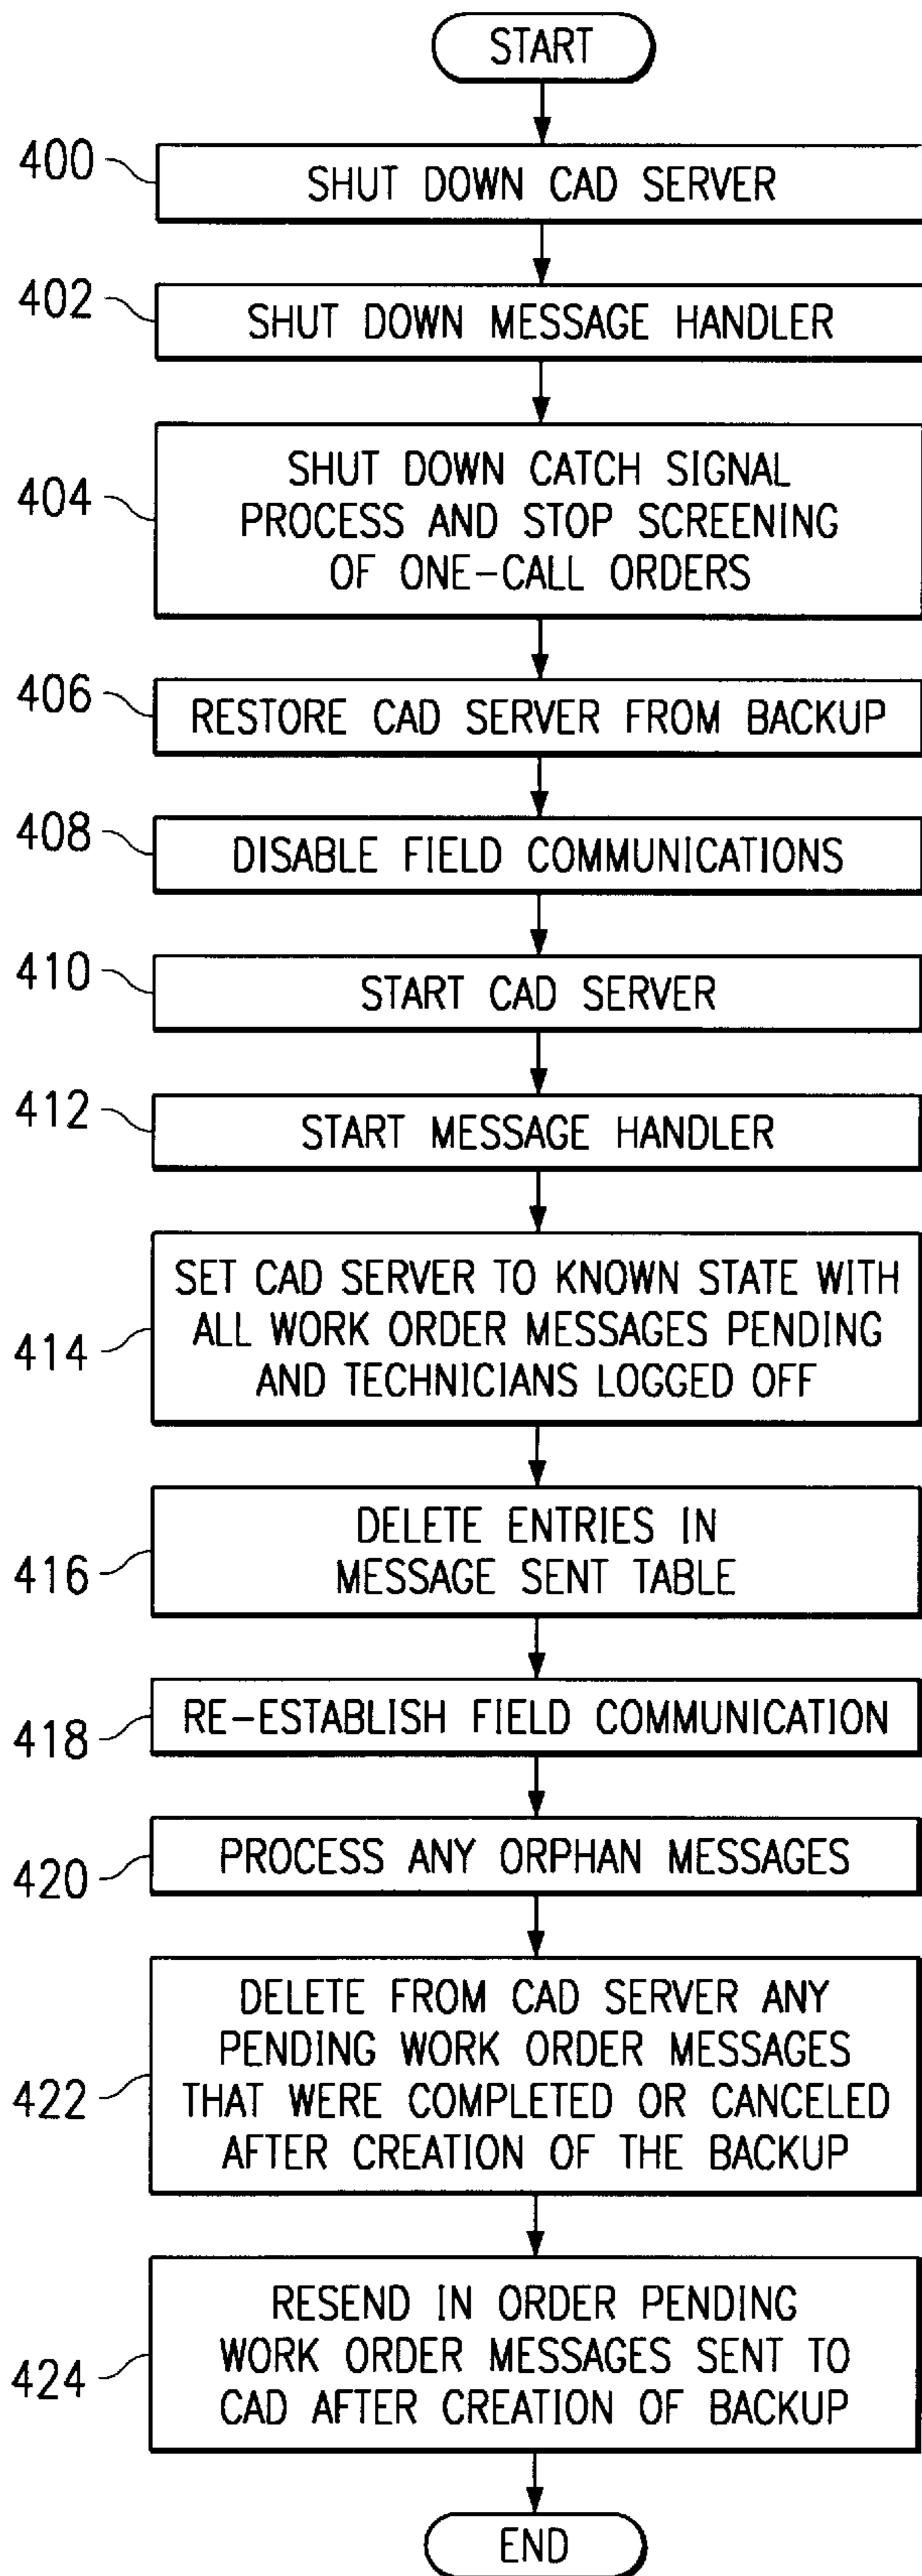 START
400
SHUT DOWN CAD SERVER
402
SHUT DOWN MESSAGE HANDLER
404
SHUT DOWN CATCH SIGNAL
PROCESS AND STOP SCREENING
OF ONE-CALL ORDERS
406
RESTORE CAD SERVER FROM BACKUP
408
DISABLE FIELD COMMUNICATIONS
410
START CAD SERVER
412
START MESSAGE HANDLER
414
SET CAD SERVER TO KNOWN STATE WITH
ALL WORK ORDER MESSAGES PENDING
AND TECHNICIANS LOGGED OFF
416
DELETE ENTRIES IN
MESSAGE SENT TABLE
418
RE-ESTABLISH FIELD COMMUNICATION
420
PROCESS ANY ORPHAN MESSAGES
422
DELETE FROM CAD SERVER ANY
PENDING WORK ORDER MESSAGES
THAT WERE COMPLETED OR CANCELED
AFTER CREATION OF THE BACKUP
424
RESEND IN ORDER PENDING
WORK ORDER MESSAGES SENT TO
CAD AFTER CREATION OF BACKUP
END